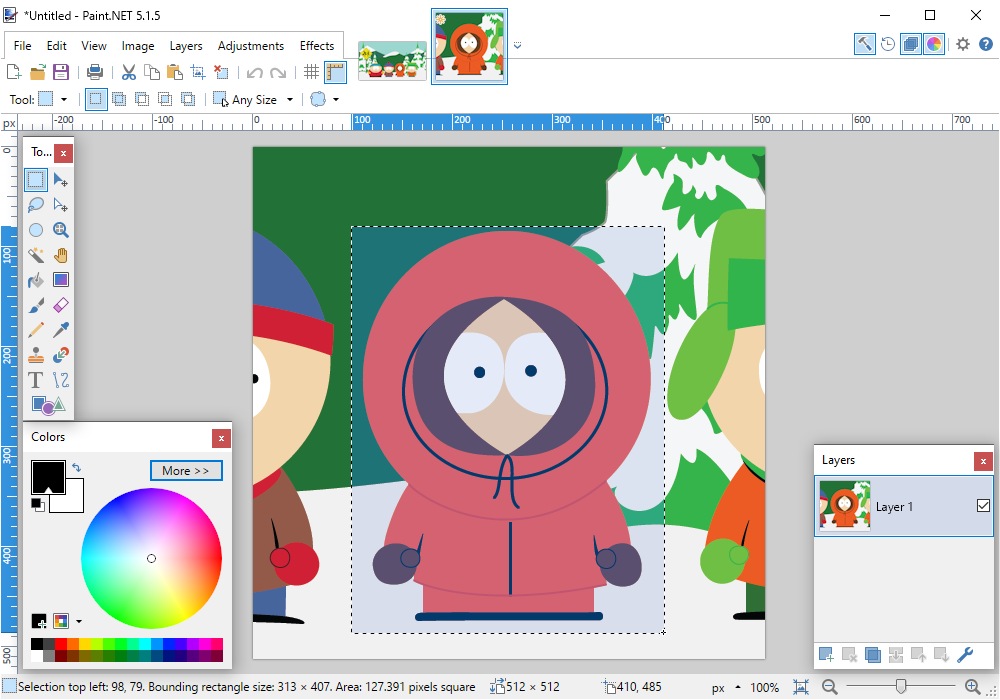 *Untitled - Paint.NET 5.1.5
File Edit View Image Layers Adjustments Effects
Tool: Any Size
px -200 -100 0 100 200 300 400 500 600 700
To... x
0
100
200
300
400
500
T
Colors x
More >>
Layers x
Layer 1
Selection top left: 98, 79. Bounding rectangle size: 313 × 407. Area: 127.391 pixels square 512 × 512 410, 485 px 100%